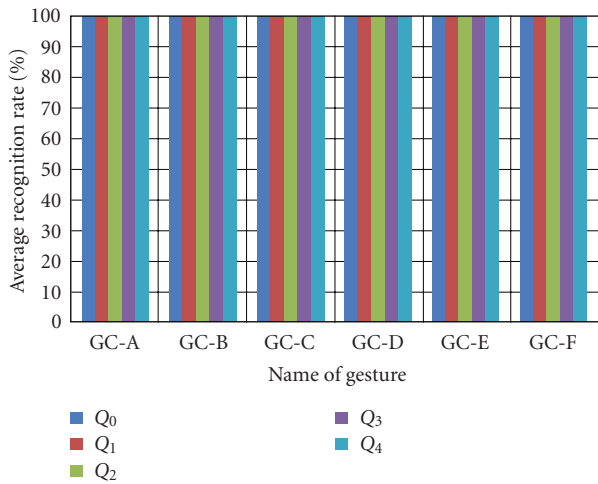 Average recognition rate (%)
100
90
80
70
60
50
40
30
20
10
0
GC-A GC-B GC-C GC-D GC-E GC-F
Name of gesture
Q0 Q3
Q1 Q4
Q2